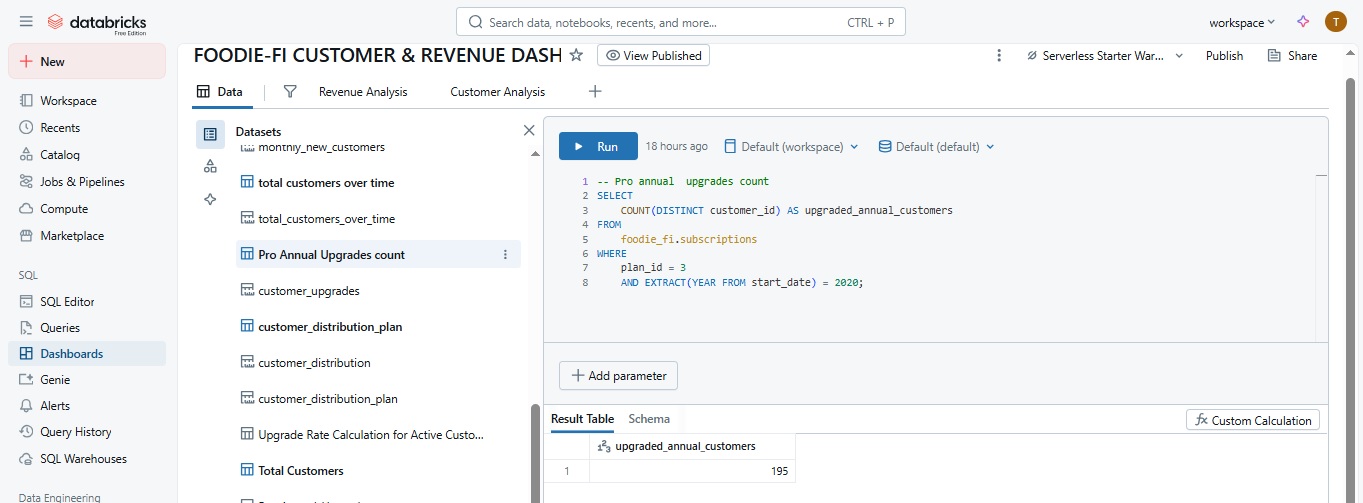 databricks
Free Edition
Search data, notebooks, recents, and more...
CTRL + P
workspace
T
New
Workspace
Recents
Catalog
Jobs & Pipelines
Compute
Marketplace
SQL
SQL Editor
Queries
Dashboards
Genie
Alerts
Query History
SQL Warehouses
Data Engineering
FOODIE-FI CUSTOMER & REVENUE DASH
View Published
Serverless Starter War...
Publish
Share
Data
Revenue Analysis
Customer Analysis
Datasets
monthly_new_customers
total customers over time
total_customers_over_time
Pro Annual Upgrades count
customer_upgrades
customer_distribution_plan
customer_distribution
customer_distribution_plan
Upgrade Rate Calculation for Active Custo...
Total Customers
Run
18 hours ago
Default (workspace)
Default (default)
1 -- Pro annual  upgrades count
2 SELECT
3     COUNT(DISTINCT customer_id) AS upgraded_annual_customers
4 FROM
5     foodie_fi.subscriptions
6 WHERE
7     plan_id = 3
8     AND EXTRACT(YEAR FROM start_date) = 2020;
Add parameter
Result Table
Schema
Custom Calculation
upgraded_annual_customers
1 195